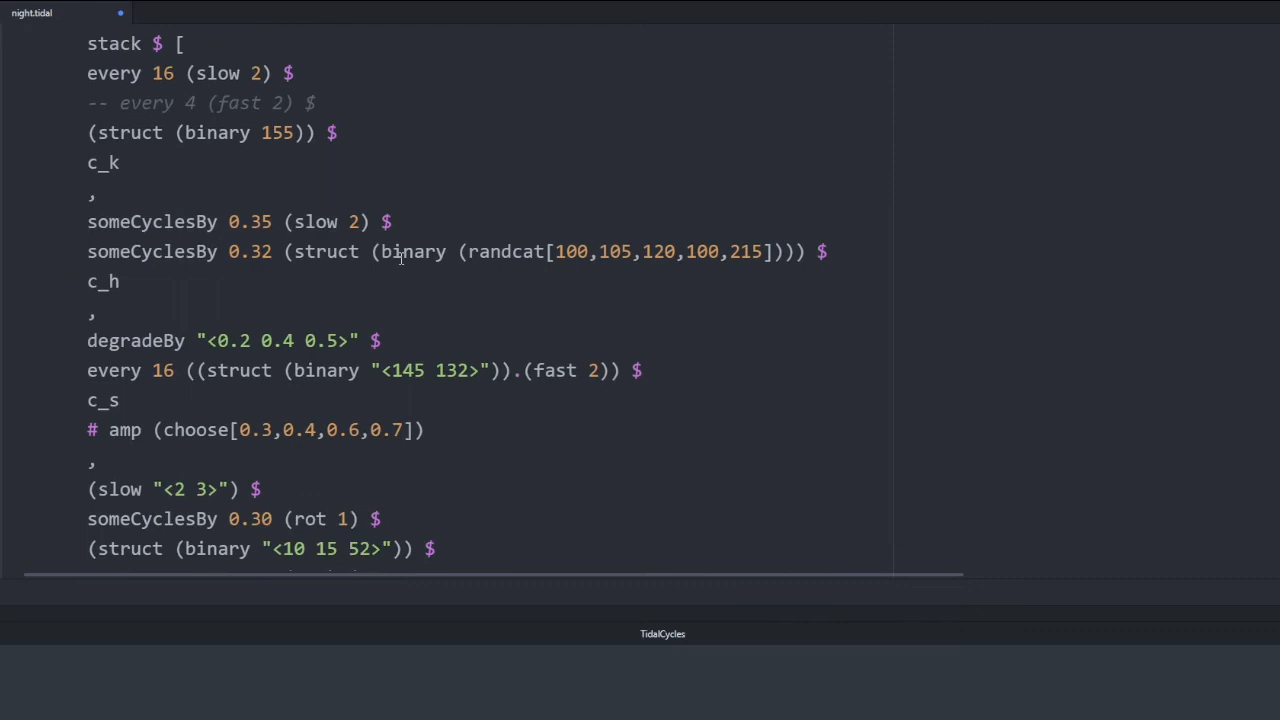 night.tidal
stack $ [
every 16 (slow 2) $
-- every 4 (fast 2) $
(struct (binary 155)) $
c_k
,
someCyclesBy 0.35 (slow 2) $
someCyclesBy 0.32 (struct (binary (randcat[100,105,120,100,215]))) $
c_h
,
degradeBy "<0.2 0.4 0.5>" $
every 16 ((struct (binary "<145 132>")).(fast 2)) $
c_s
# amp (choose[0.3,0.4,0.6,0.7])
,
(slow "<2 3>") $
someCyclesBy 0.30 (rot 1) $
(struct (binary "<10 15 52>")) $
TidalCycles